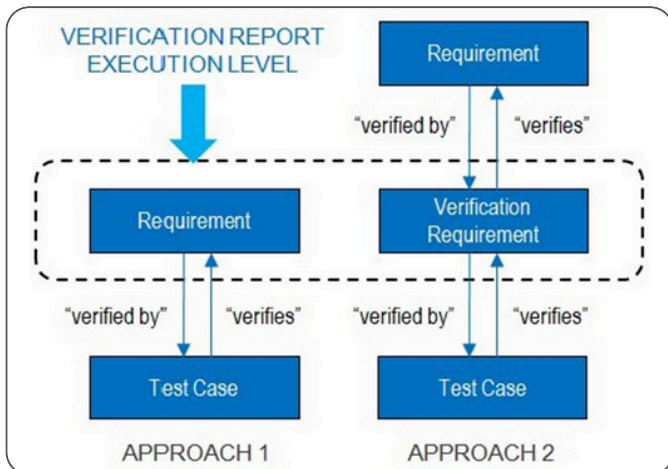 VERIFICATION REPORT
EXECUTION LEVEL
Requirement
"verified by"
"verifies"
Requirement
Verification
Requirement
"verified by"
"verifies"
"verified by"
"verifies"
Test Case
Test Case
APPROACH 1
APPROACH 2